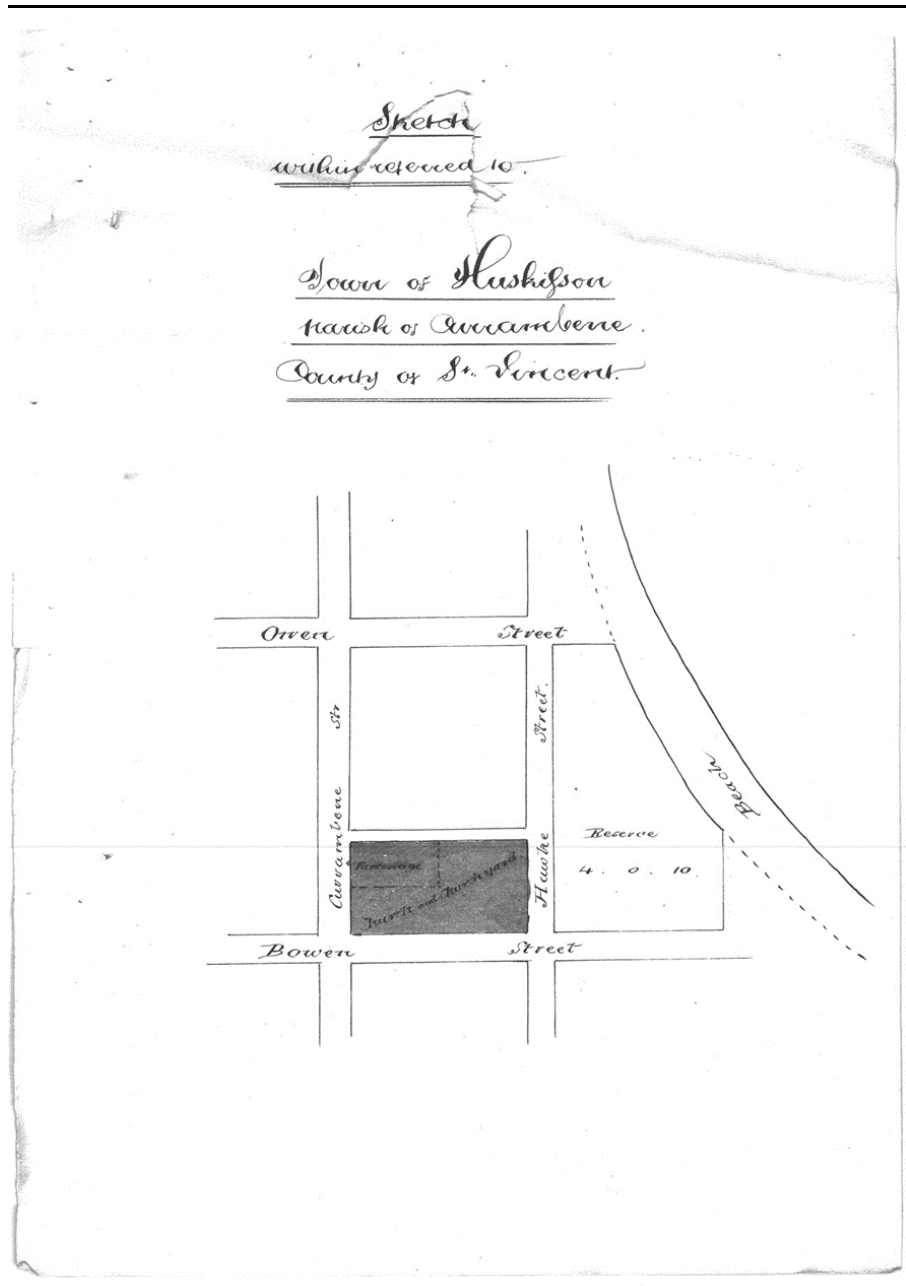 Sketch
within referred to.
Town of Huskisson
Parish of Currambene.
County of St. Vincent.
Owen Street
Currambene Str
Hawke Street.
Beach
Reserve
4 . 0 . 10.
Parsonage
Church and Churchyard
Bowen Street